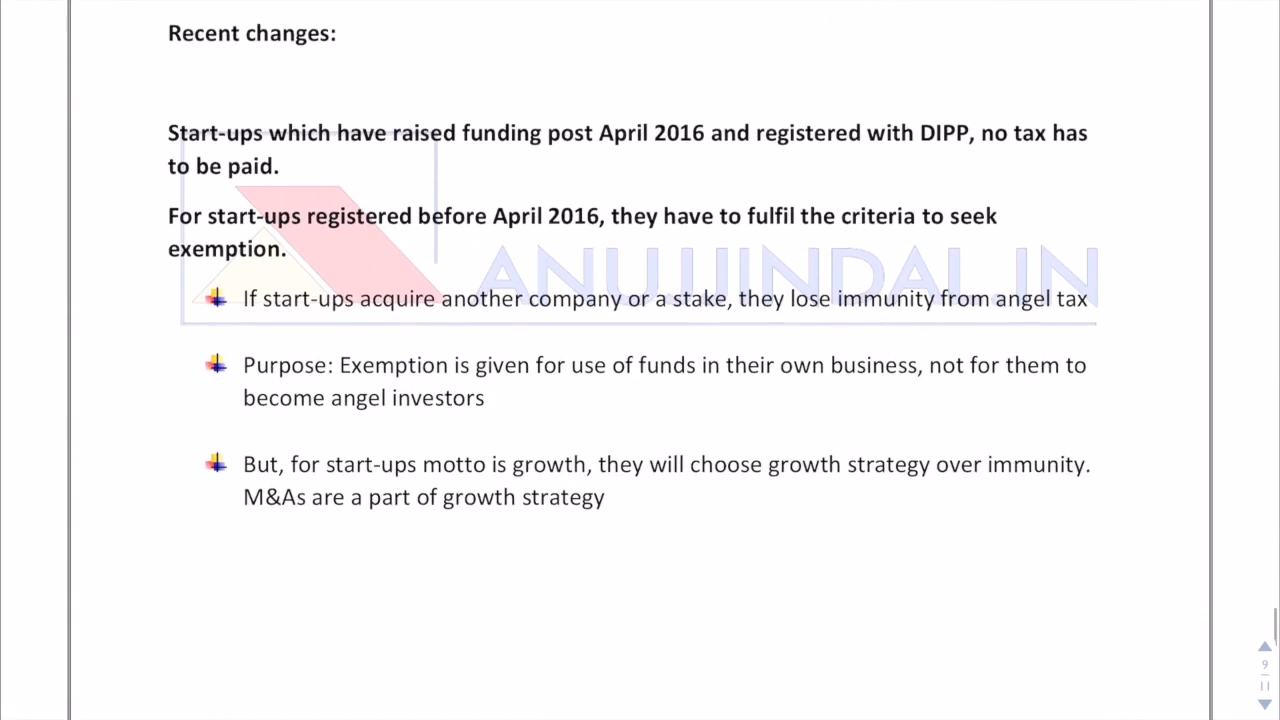 Recent changes:
Start-ups which have raised funding post April 2016 and registered with DIPP, no tax has
to be paid.
For start-ups registered before April 2016, they have to fulfil the criteria to seek
exemption.
ANUJJINDAL.IN
If start-ups acquire another company or a stake, they lose immunity from angel tax
Purpose: Exemption is given for use of funds in their own business, not for them to
become angel investors
But, for start-ups motto is growth, they will choose growth strategy over immunity.
M&As are a part of growth strategy
9
11